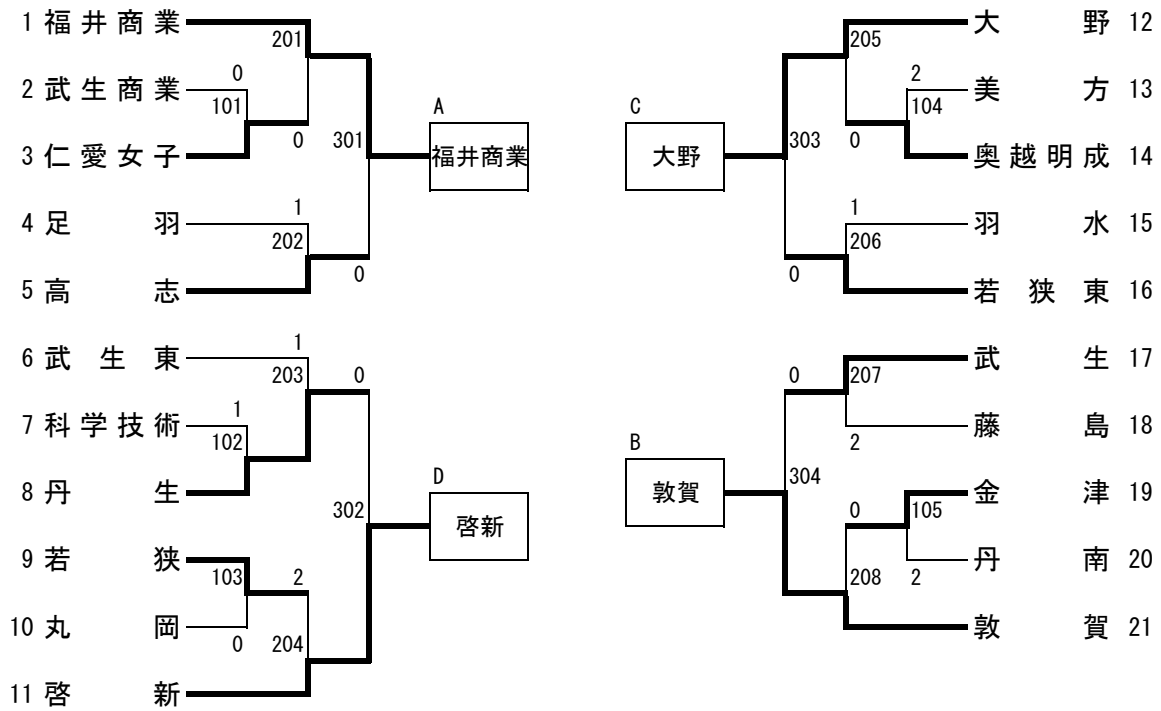 1 福井商業
201
0
2 武生商業
101
A
0
301
福井商業
3 仁愛女子
1
4 足羽
202
0
5 高志
1
6 武生東
203
0
1
7 科学技術
102
D
8 丹生
302
啓新
9 若狭
103
2
10 丸岡
0
204
11 啓新
大野 12
205
2
美方 13
104
C
0
303
大野
奥越明成 14
1
羽水 15
206
0
若狭東 16
武生 17
0
207
藤島 18
2
B
304
敦賀
金津 19
0
105
丹南 20
208
2
敦賀 21